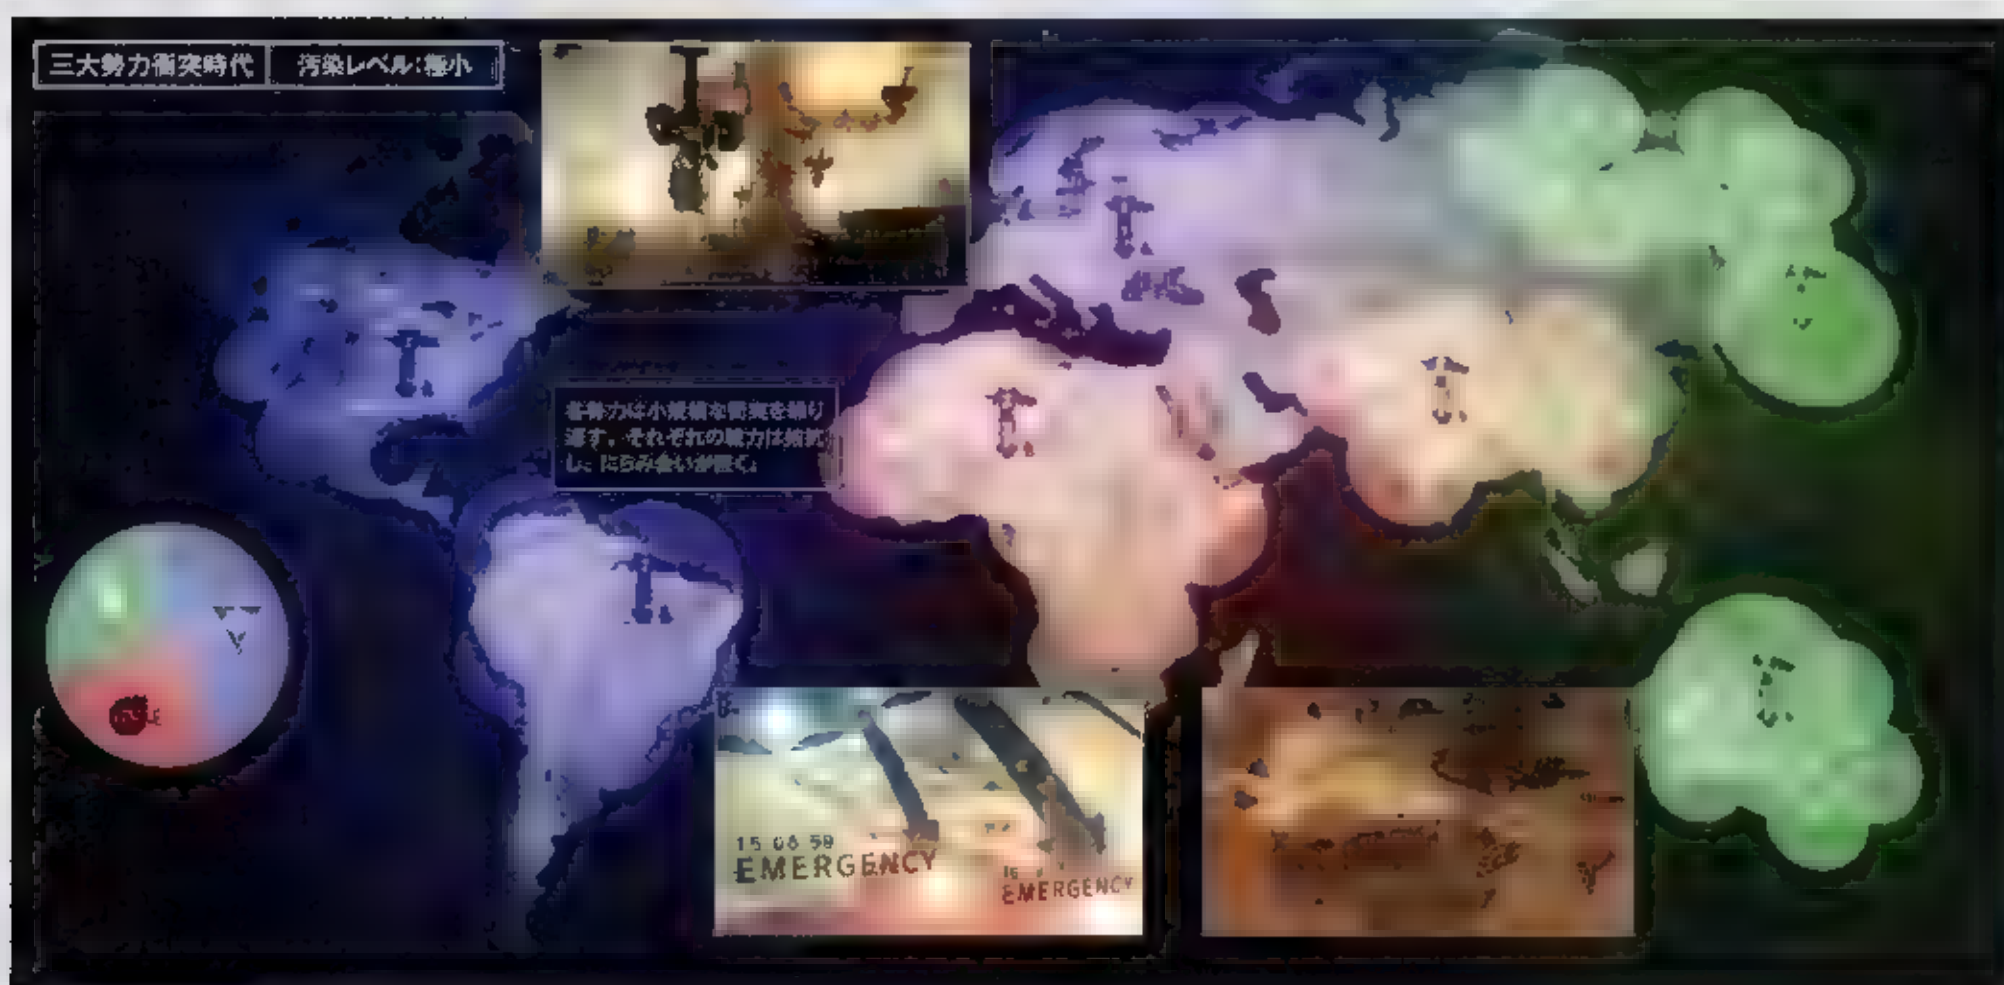 三大勢力衝突時代
汚染レベル:極小
各勢力は小規模な衝突を繰り
返す。それぞれの戦力は拮抗
し、にらみ合いが続く。
15 08 59
EMERGENCY
EMERGENCY